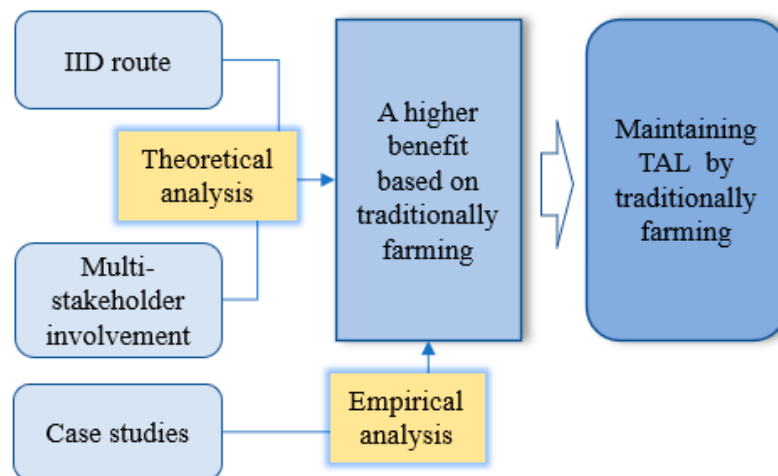 IID route
Theoretical
analysis
Multi-
stakeholder
involvement
Case studies
Empirical
analysis
A higher
benefit
based on
traditionally
farming
Maintaining
TAL by
traditionally
farming